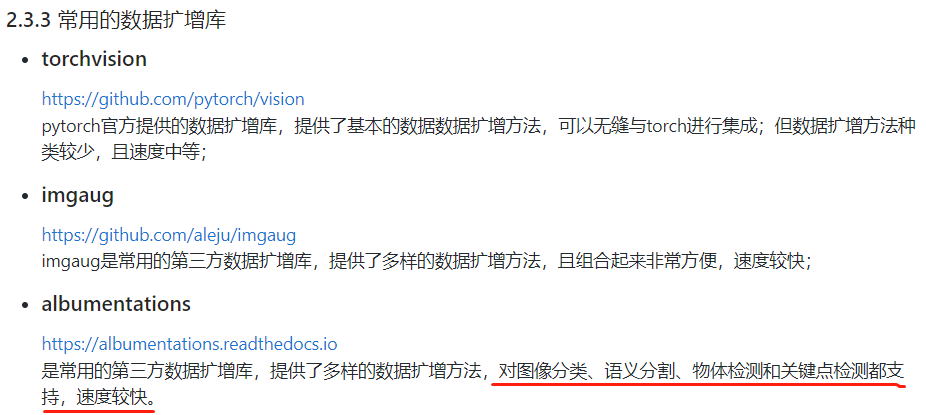 2.3.3 常用的数据扩增库
torchvision
https://github.com/pytorch/vision
pytorch官方提供的数据扩增库，提供了基本的数据数据扩增方法，可以无缝与torch进行集成；但数据扩增方法种
类较少，且速度中等；
imgaug
https://github.com/aleju/imgaug
imgaug是常用的第三方数据扩增库，提供了多样的数据扩增方法，且组合起来非常方便，速度较快；
albumentations
https://albumentations.readthedocs.io
是常用的第三方数据扩增库，提供了多样的数据扩增方法，对图像分类、语义分割、物体检测和关键点检测都支
持，速度较快。